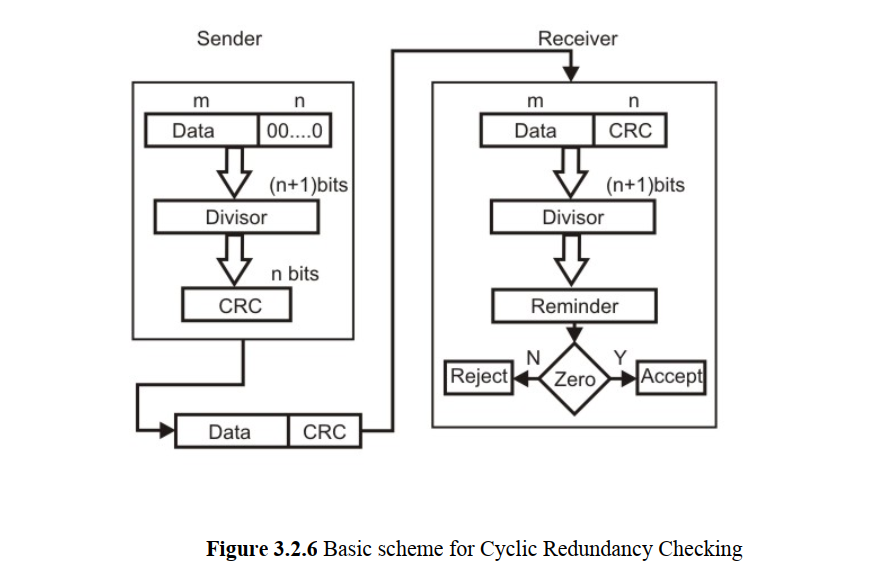 Sender
m n
Data 00....0
(n+1)bits
Divisor
n bits
CRC
Data CRC
Receiver
m n
Data CRC
(n+1)bits
Divisor
Reminder
N Y
Reject Zero Accept
Figure 3.2.6 Basic scheme for Cyclic Redundancy Checking